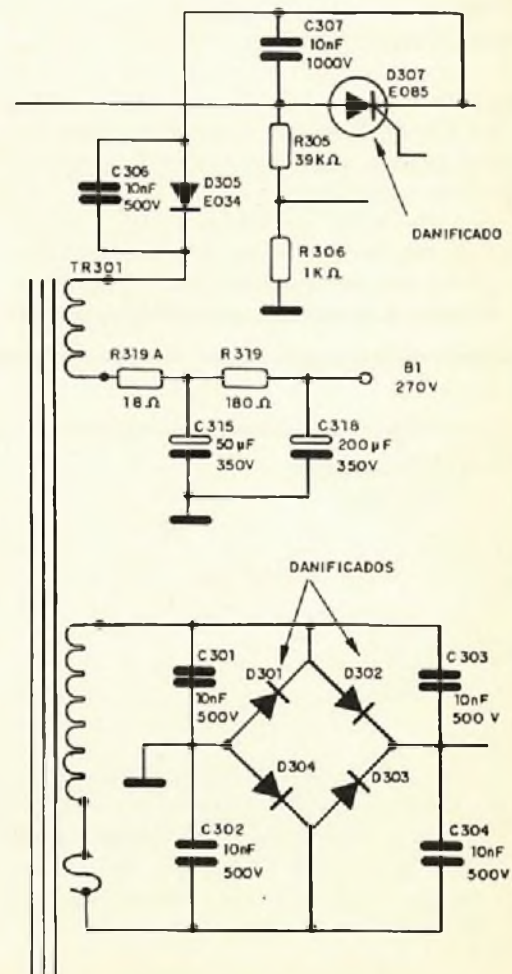 C307
10nF
1000V
D307
E085
R305
39KΩ
C306
10nF
500V
D305
E034
DANIFICADO
R306
1KΩ
TR301
R319 A
18Ω
R319
180Ω
B1
270V
C315
50µF
350V
C318
200µF
350V
DANIFICADOS
C301
10nF
500V
D301
D302
C303
10nF
500 V
D304
D303
C302
10nF
500V
C304
10nF
500V